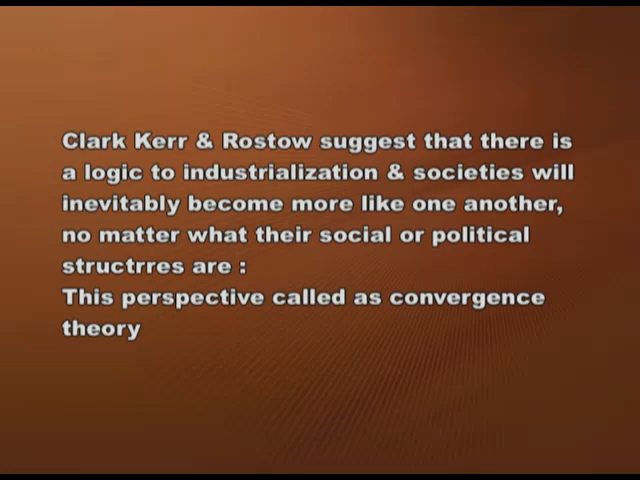 Clark Kerr & Rostow suggest that there is
a logic to industrialization & societies will
inevitably become more like one another,
no matter what their social or political
structrres are :
This perspective called as convergence
theory